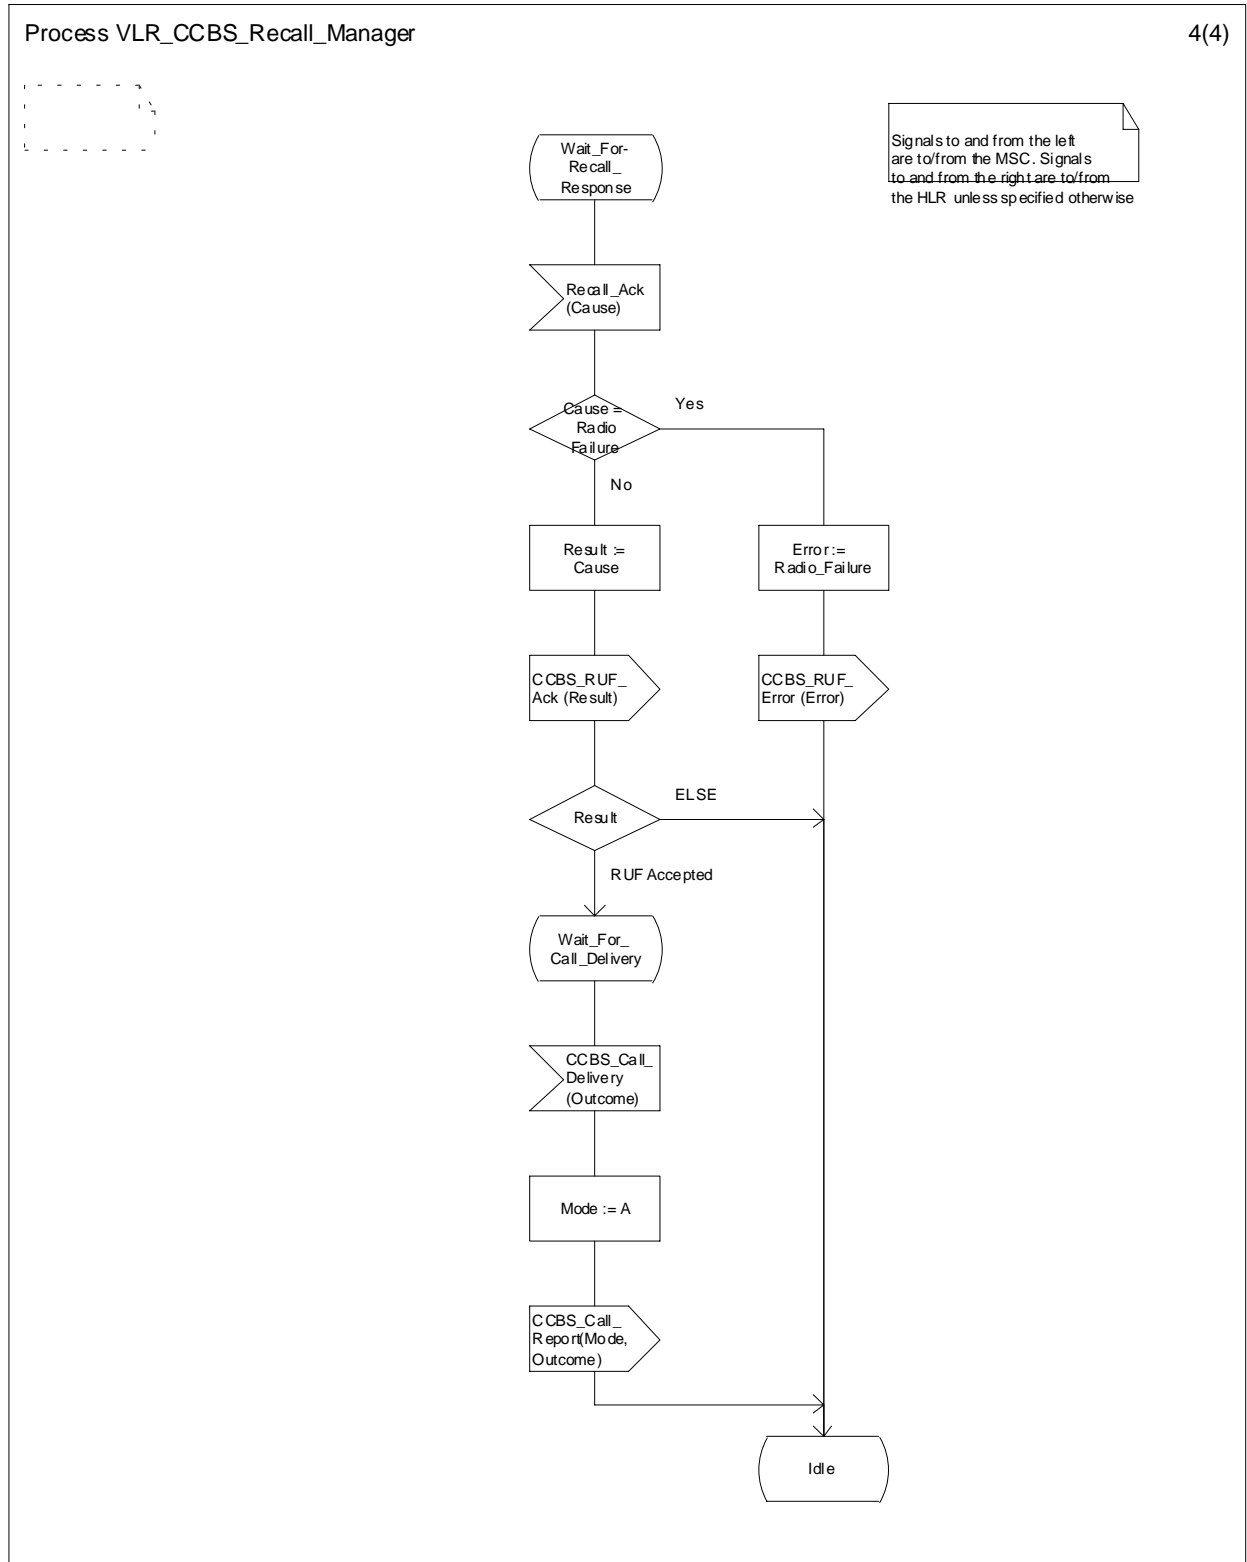 Process VLR_CCBS_Recall_Manager
4(4)
Signals to and from the left
are to/from the MSC. Signals
to and from the right are to/from
the HLR unless specified otherwise
Wait_For-
Recall_
Response
Recall_Ack
(Cause)
Cause =
Radio
Failure
Yes
No
Result :=
Cause
Error :=
Radio_Failure
CCBS_RUF_
Ack (Result)
CCBS_RUF_
Error (Error)
Result
ELSE
RUF Accepted
Wait_For_
Call_Delivery
CCBS_Call_
Delivery
(Outcome)
Mode := A
CCBS_Call_
Report(Mode,
Outcome)
Idle